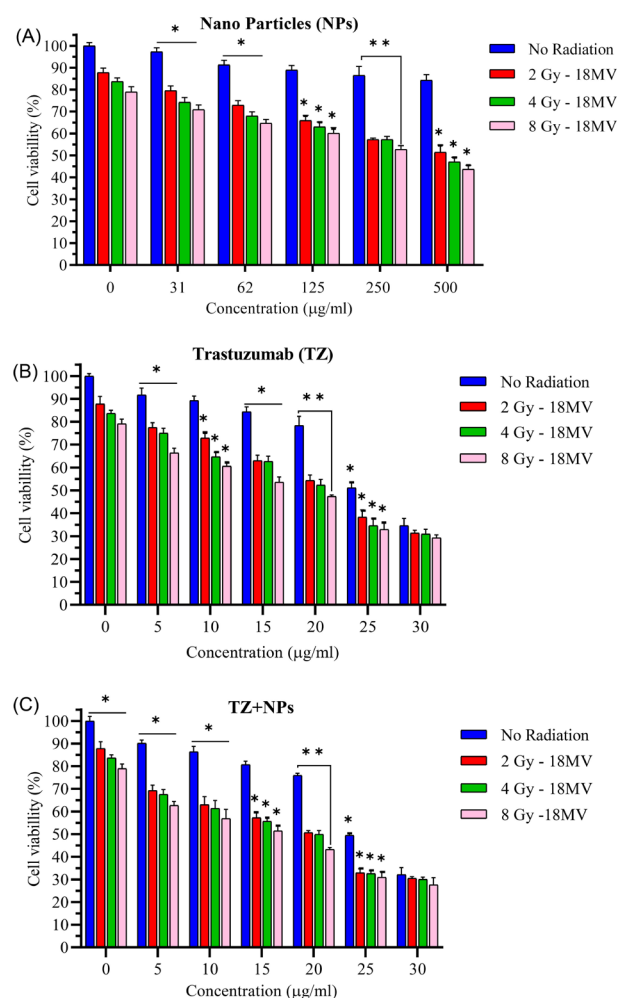 (A)
Nano Particles (NPs)
Cell viabillity (%)
100
90
80
70
60
50
40
30
20
10
0
* * ** * * * * * *
0 31 62 125 250 500
Concentration (μg/ml)
No Radiation
2 Gy - 18MV
4 Gy - 18MV
8 Gy - 18MV
(B)
Trastuzumab (TZ)
Cell viabillity (%)
100
90
80
70
60
50
40
30
20
10
0
* * * * * ** * * * *
0 5 10 15 20 25 30
Concentration (μg/ml)
No Radiation
2 Gy - 18MV
4 Gy - 18MV
8 Gy - 18MV
(C)
TZ+NPs
Cell viabillity (%)
100
90
80
70
60
50
40
30
20
10
0
* * * * * * ** * * * *
0 5 10 15 20 25 30
Concentration (μg/ml)
No Radiation
2 Gy - 18MV
4 Gy - 18MV
8 Gy -18MV